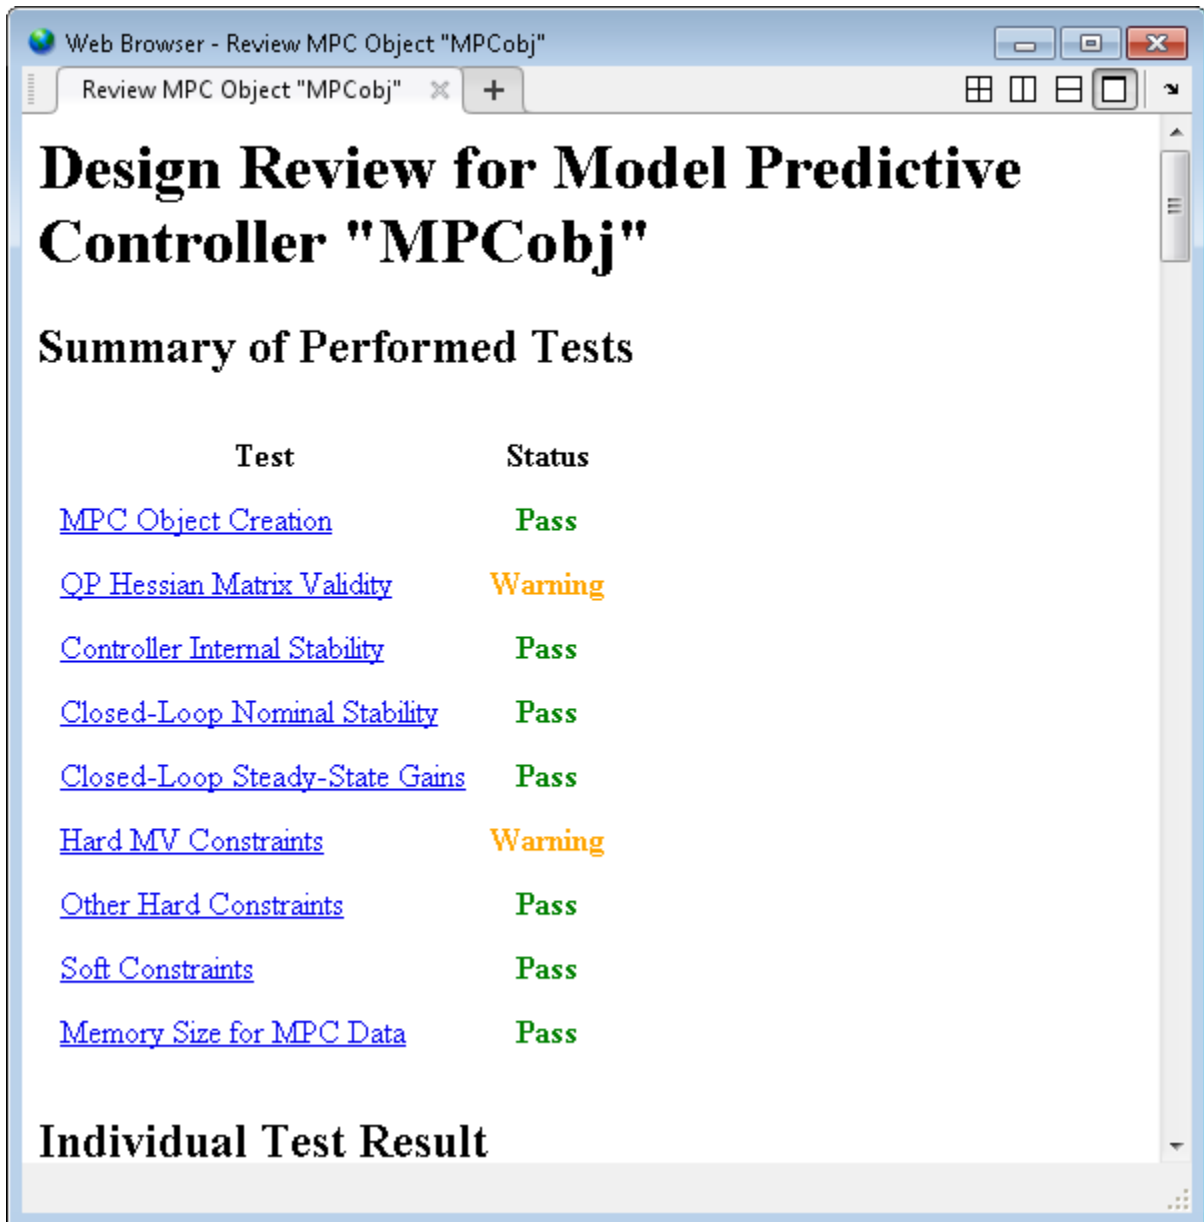 Web Browser - Review MPC Object "MPCobj"
Review MPC Object "MPCobj"
Design Review for Model Predictive
Controller "MPCobj"
Summary of Performed Tests
Test Status
MPC Object Creation Pass
QP Hessian Matrix Validity Warning
Controller Internal Stability Pass
Closed-Loop Nominal Stability Pass
Closed-Loop Steady-State Gains Pass
Hard MV Constraints Warning
Other Hard Constraints Pass
Soft Constraints Pass
Memory Size for MPC Data Pass
Individual Test Result